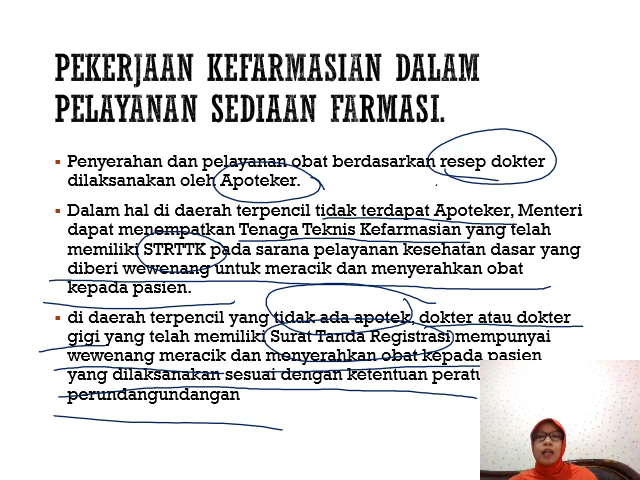 PEKERJAAN KEFARMASIAN DALAM
PELAYANAN SEDIAAN FARMASI.
▪ Penyerahan dan pelayanan obat berdasarkan resep dokter
dilaksanakan oleh Apoteker.
▪ Dalam hal di daerah terpencil tidak terdapat Apoteker, Menteri
dapat menempatkan Tenaga Teknis Kefarmasian yang telah
memiliki STRTTK pada sarana pelayanan kesehatan dasar yang
diberi wewenang untuk meracik dan menyerahkan obat
kepada pasien.
▪ di daerah terpencil yang tidak ada apotek, dokter atau dokter
gigi yang telah memiliki Surat Tanda Registrasi mempunyai
wewenang meracik dan menyerahkan obat kepada pasien
yang dilaksanakan sesuai dengan ketentuan peratu
perundangundangan